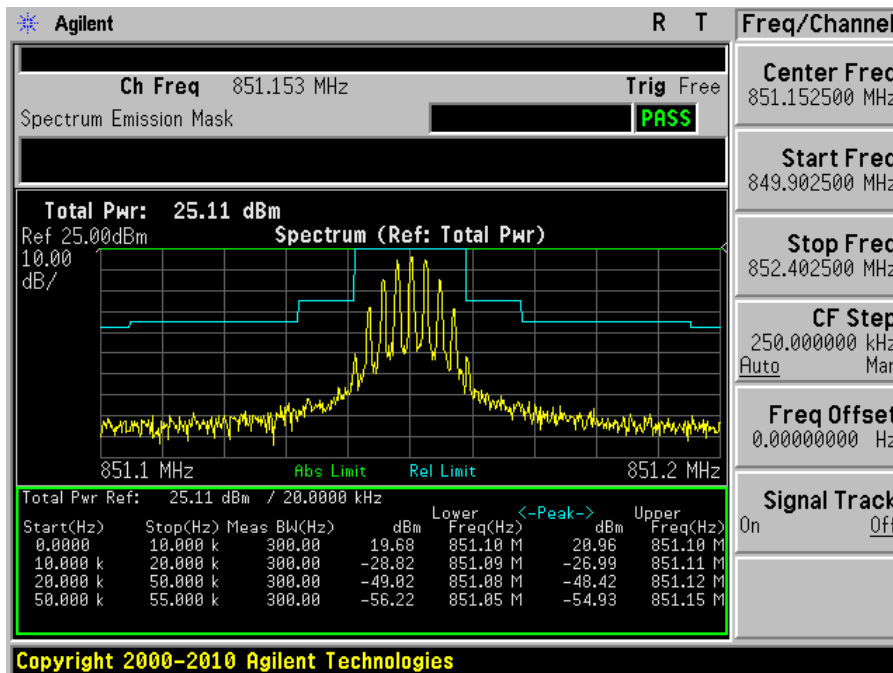 Agilent R T
Freq/Channel
Ch Freq 851.153 MHz Trig Free
Spectrum Emission Mask PASS
Center Freq
851.152500 MHz
Start Freq
849.902500 MHz
Stop Freq
852.402500 MHz
CF Step
250.000000 kHz
Auto Man
Freq Offset
0.00000000 Hz
Signal Track
On Off
Total Pwr: 25.11 dBm
Ref 25.00dBm Spectrum (Ref: Total Pwr)
10.00
dB/
851.1 MHz Abs Limit Rel Limit 851.2 MHz
Total Pwr Ref: 25.11 dBm / 20.0000 kHz
Lower <-Peak-> Upper
Start(Hz) Stop(Hz) Meas BW(Hz) dBm Freq(Hz) dBm Freq(Hz)
0.0000 10.000 k 300.00 19.68 851.10 M 20.96 851.10 M
10.000 k 20.000 k 300.00 -28.82 851.09 M -26.99 851.11 M
20.000 k 50.000 k 300.00 -49.02 851.08 M -48.42 851.12 M
50.000 k 55.000 k 300.00 -56.22 851.05 M -54.93 851.15 M
Copyright 2000-2010 Agilent Technologies